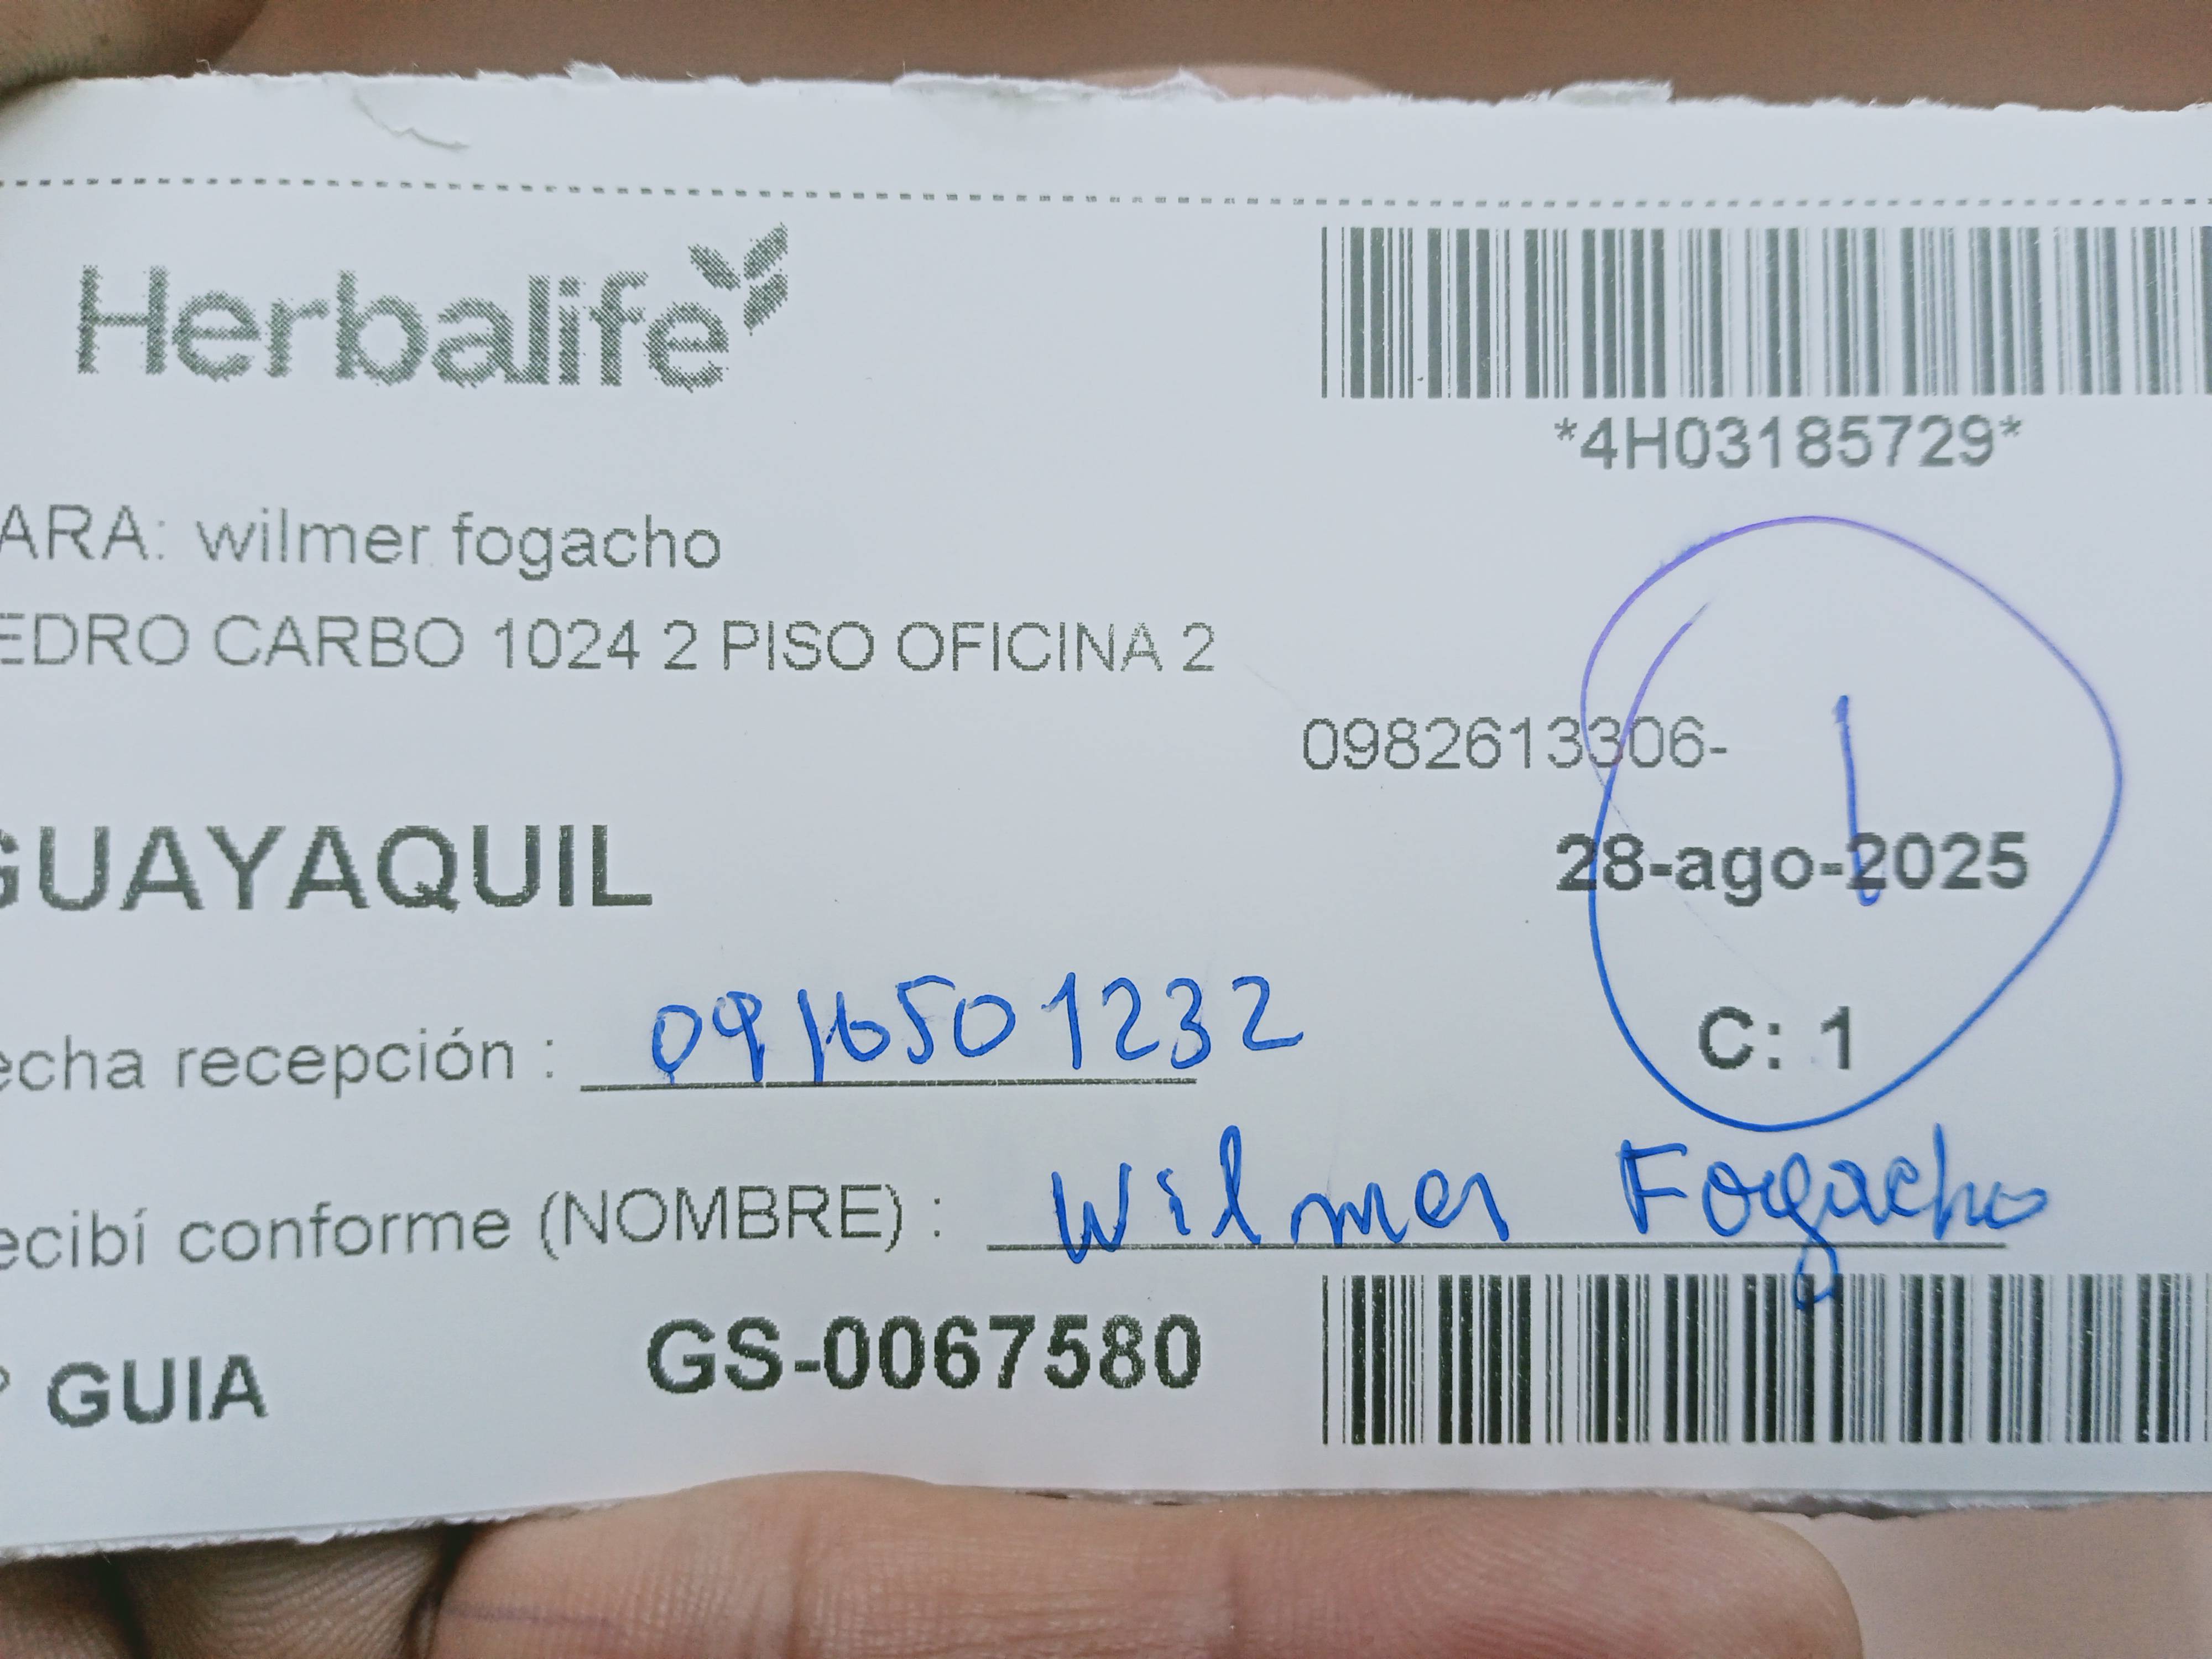 Herbalife
*4H03185729*
ARA: wilmer fogacho
EDRO CARBO 1024 2 PISO OFICINA 2
0982613306-
GUAYAQUIL
28-ago-2025
1
C: 1
echa recepción : 0916501232
ecibí conforme (NOMBRE) : Wilmer Fogacho
° GUIA GS-0067580